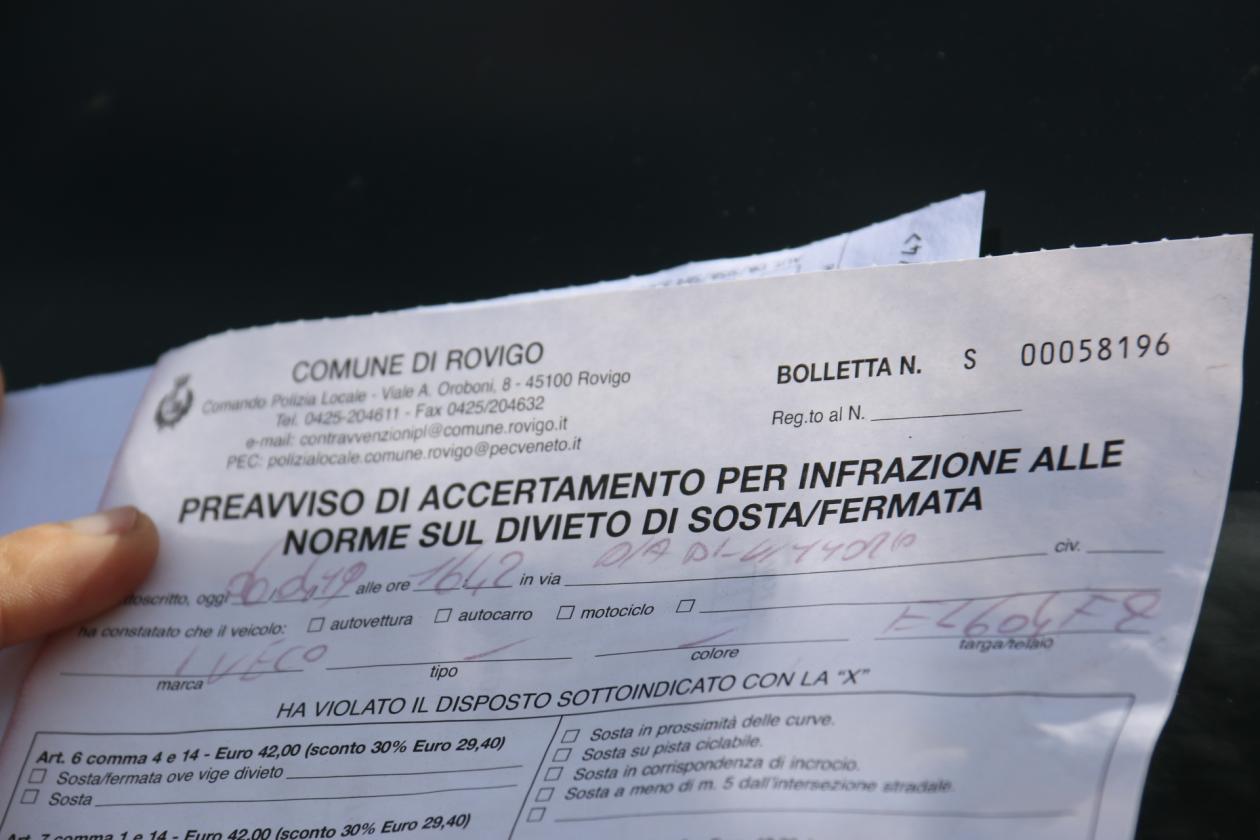 COMUNE DI ROVIGO
Comando Polizia Locale - Viale A. Oroboni, 8 - 45100 Rovigo
Tel. 0425-204611 - Fax 0425/204632
e-mail: contravvenzionipl@comune.rovigo.it
PEC: polizialocale.comune.rovigo@pecveneto.it
BOLLETTA N. S 00058196
Reg.to al N.
PREAVVISO DI ACCERTAMENTO PER INFRAZIONE ALLE
NORME SUL DIVIETO DI SOSTA/FERMATA
oggi alle ore 16:42 in via civ.
ha constatato che il veicolo: autovettura autocarro motociclo
IVECO
marca tipo colore targa/telaio
HA VIOLATO IL DISPOSTO SOTTOINDICATO CON LA "X"
Art. 6 comma 4 e 14 - Euro 42,00 (sconto 30% Euro 29,40)
Sosta/fermata ove vige divieto
Sosta
Art. 7 comma 1 e 14 - Euro 42,00 (sconto 30% Euro 29,40)
Sosta in prossimità delle curve.
Sosta su pista ciclabile.
Sosta in corrispondenza di incrocio.
Sosta a meno di m. 5 dall'intersezione stradale.